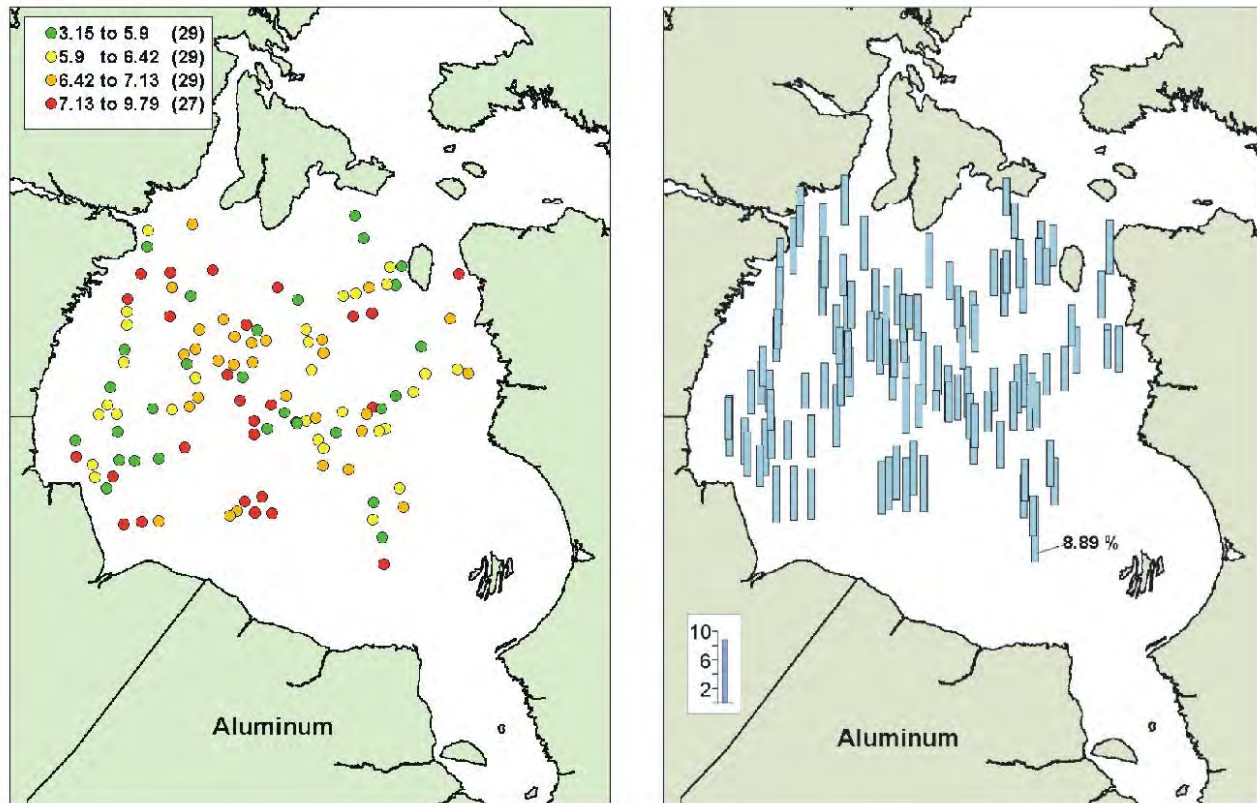 3.15 to 5.9 (29)
5.9 to 6.42 (29)
6.42 to 7.13 (29)
7.13 to 9.79 (27)
Aluminum
8.89 %
10
6
2
Aluminum